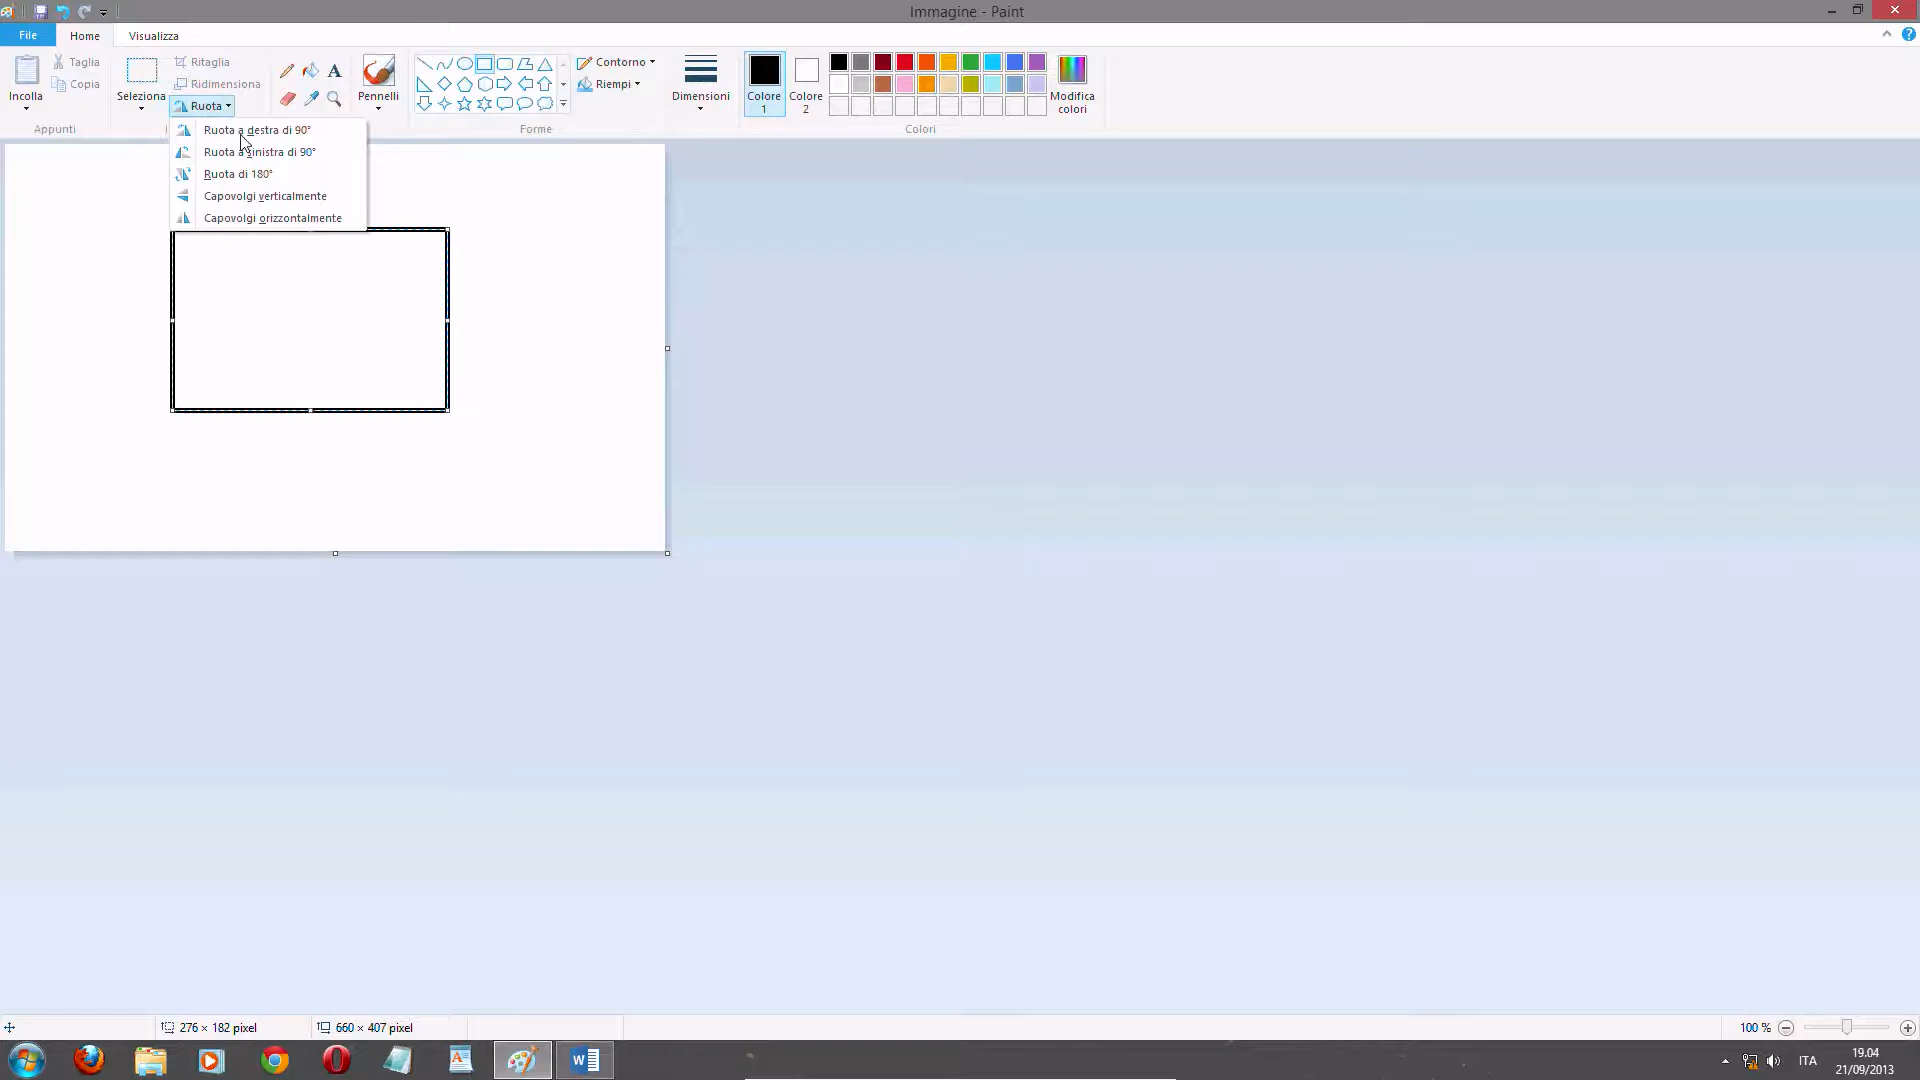 Immagine - Paint
File
Home
Visualizza
Incolla
Taglia
Copia
Appunti
Seleziona
Ritaglia
Ridimensiona
Ruota
A
Pennelli
Forme
Contorno
Riempi
Dimensioni
Colore
1
Colore
2
Modifica
colori
Colori
Ruota a destra di 90°
Ruota a sinistra di 90°
Ruota di 180°
Capovolgi verticalmente
Capovolgi orizzontalmente
276 × 182 pixel
660 × 407 pixel
100 %
ITA
19.04
21/09/2013